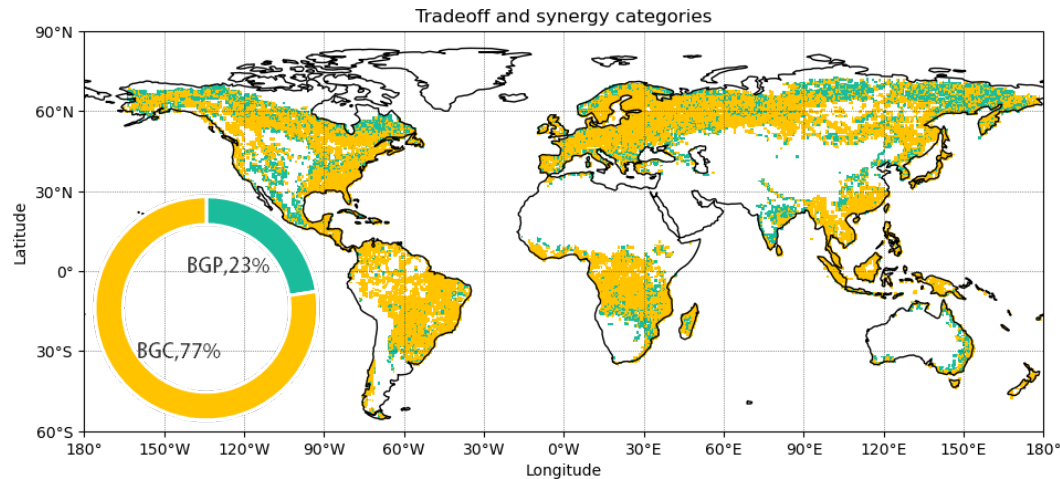 Tradeoff and synergy categories
90°N
60°N
30°N
0°
30°S
60°S
Latitude
BGP,23%
BGC,77%
180° 150°W 120°W 90°W 60°W 30°W 0°W 30°E 60°E 90°E 120°E 150°E 180°
Longitude